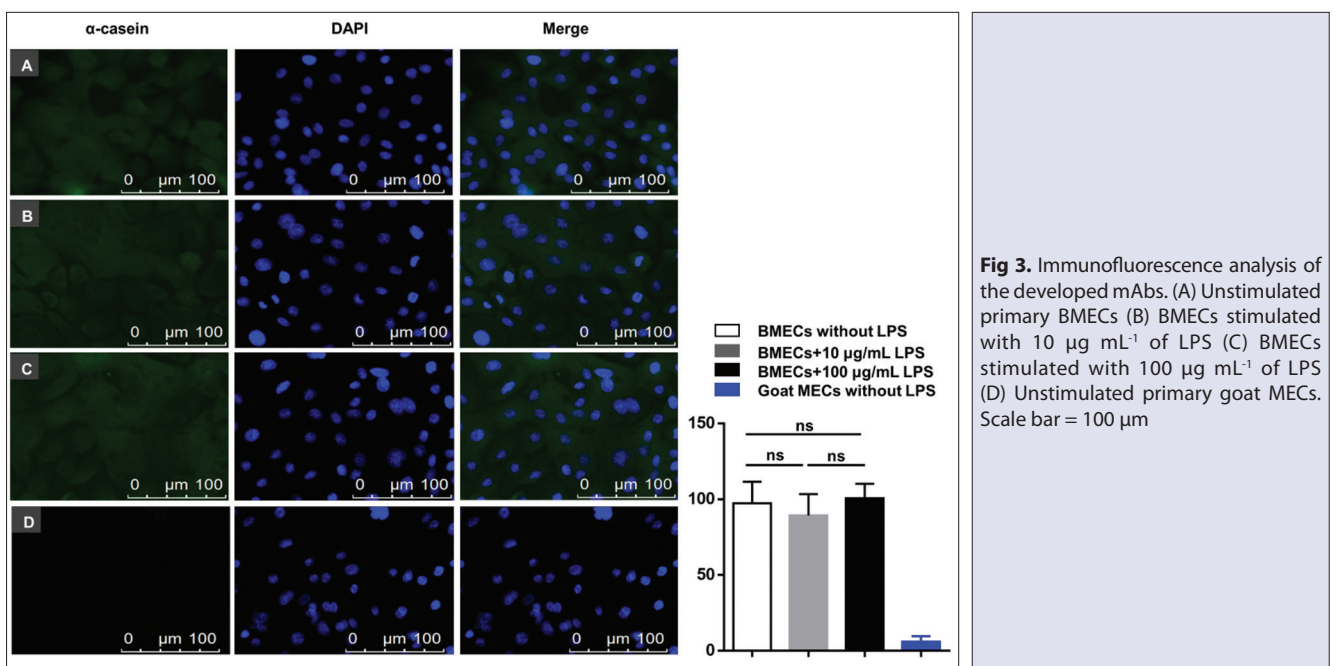 α-casein DAPI Merge
A
0 µm 100 0 µm 100 0 µm 100
B
0 µm 100 0 µm 100 0 µm 100
C
0 µm 100 0 µm 100 0 µm 100
D
0 µm 100 0 µm 100 0 µm 100
BMECs without LPS
BMECs+10 µg/mL LPS
BMECs+100 µg/mL LPS
Goat MECs without LPS
150
ns
ns ns
100
50
0
Fig 3. Immunofluorescence analysis of
the developed mAbs. (A) Unstimulated
primary BMECs (B) BMECs stimulated
with 10 µg mL⁻¹ of LPS (C) BMECs
stimulated with 100 µg mL⁻¹ of LPS
(D) Unstimulated primary goat MECs.
Scale bar = 100 µm